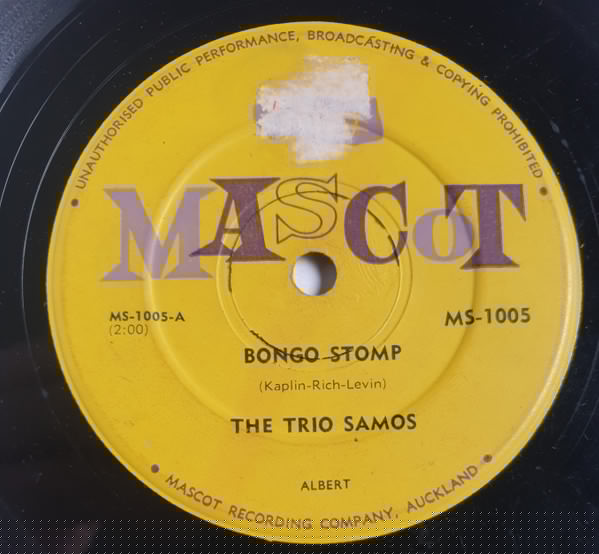 UNAUTHORISED PUBLIC PERFORMANCE, BROADCASTING & COPYING PROHIBITED
MASCOT
MS-1005-A
(2:00)
MS-1005
BONGO STOMP
(Kaplin-Rich-Levin)
THE TRIO SAMOS
ALBERT
MASCOT RECORDING COMPANY, AUCKLAND